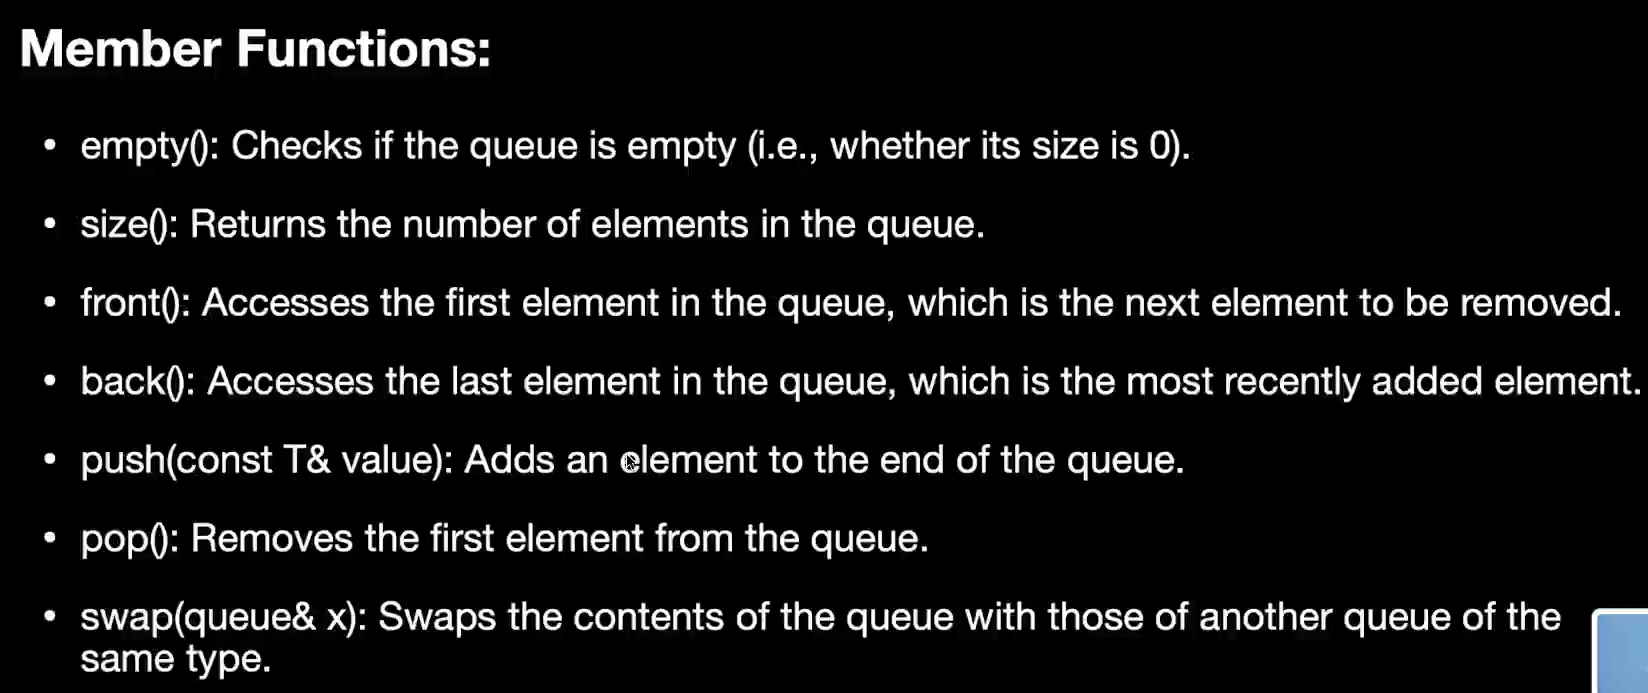 Member Functions:
• empty(): Checks if the queue is empty (i.e., whether its size is 0).
• size(): Returns the number of elements in the queue.
• front(): Accesses the first element in the queue, which is the next element to be removed.
• back(): Accesses the last element in the queue, which is the most recently added element.
• push(const T& value): Adds an element to the end of the queue.
• pop(): Removes the first element from the queue.
• swap(queue& x): Swaps the contents of the queue with those of another queue of the
same type.